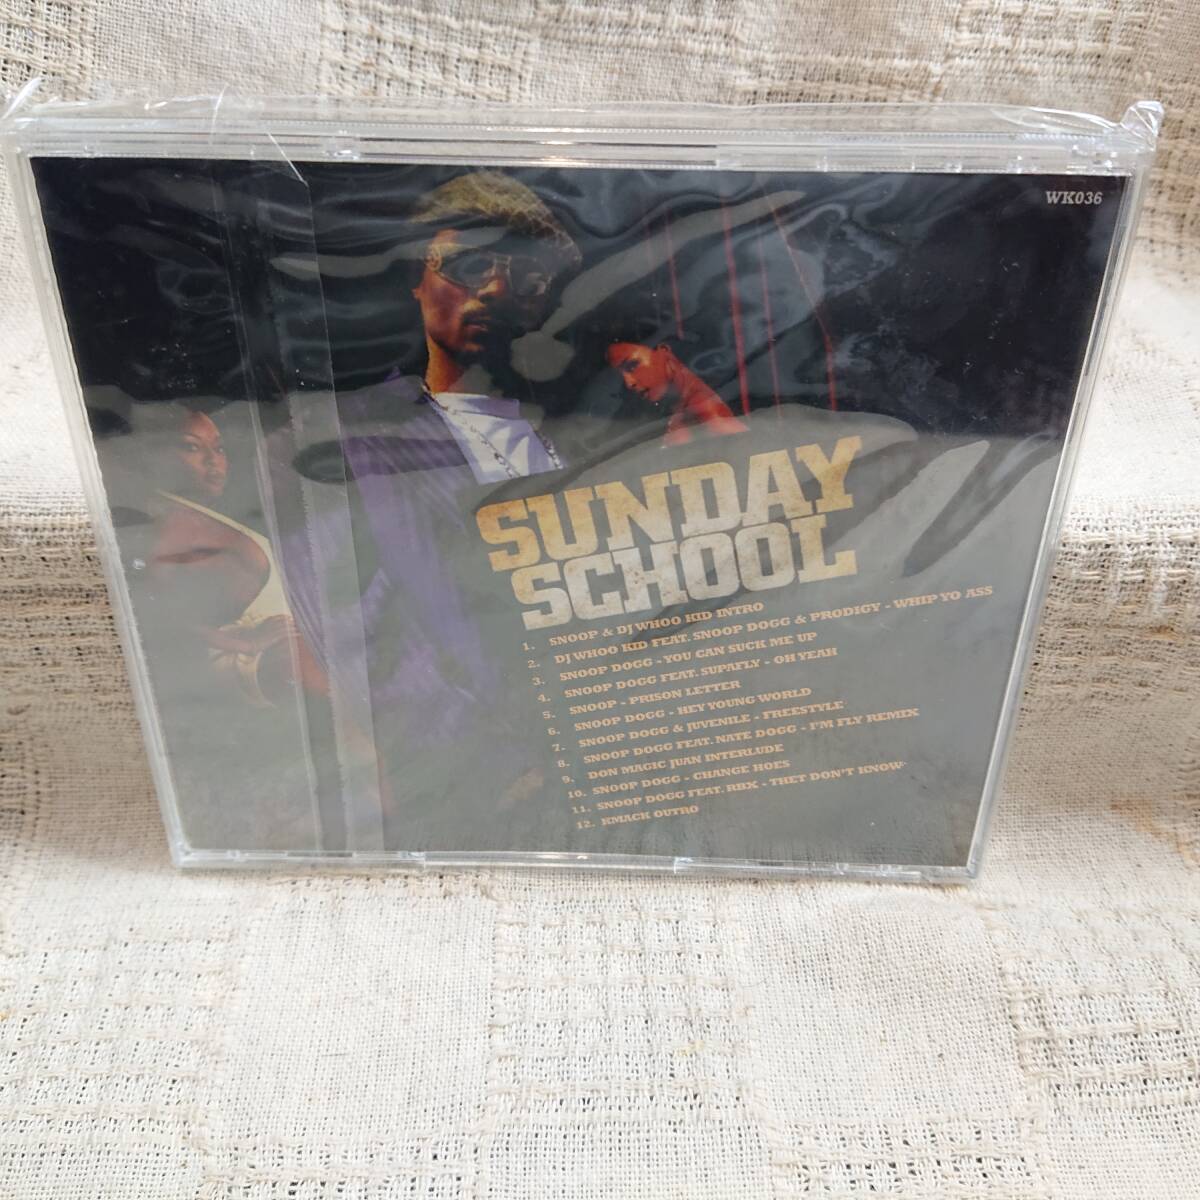 WK036
SUNDAY
SCHOOL
1. SNOOP & DJ WHOO KID INTRO
2. DJ WHOO KID FEAT. SNOOP DOGG & PRODIGY - WHIP YO ASS
3. SNOOP DOGG - YOU CAN SUCK ME UP
4. SNOOP DOGG FEAT. SUPAFLY - OH YEAH
5. SNOOP - PRISON LETTER
6. SNOOP DOGG - HEY YOUNG WORLD
7. SNOOP DOGG & JUVENILE - FREESTYLE
8. SNOOP DOGG FEAT. NATE DOGG - I'M FLY REMIX
9. DON MAGIC JUAN INTERLUDE
10. SNOOP DOGG - CHANGE HOES
11. SNOOP DOGG FEAT. RBX - THET DON'T KNOW
12. KMACK OUTRO